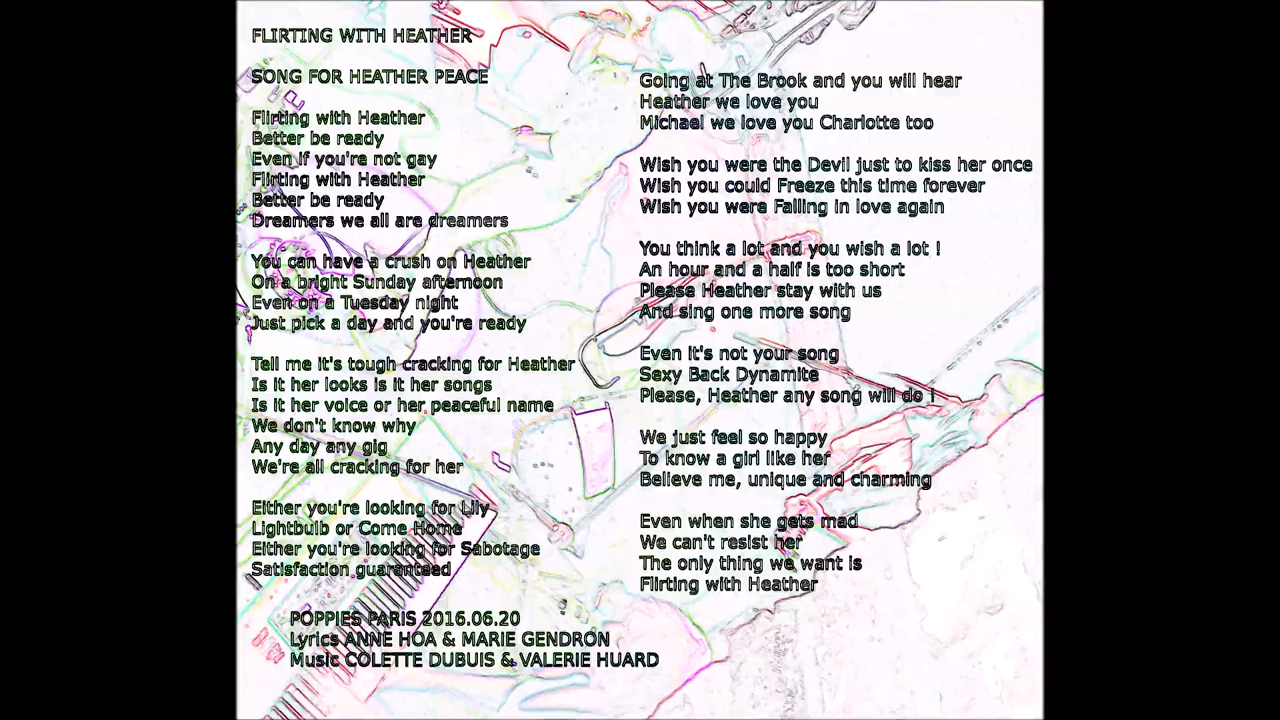 FLIRTING WITH HEATHER
SONG FOR HEATHER PEACE
Flirting with Heather
Better be ready
Even if you're not gay
Flirting with Heather
Better be ready
Dreamers we all are dreamers
You can have a crush on Heather
On a bright Sunday afternoon
Even on a Tuesday night
Just pick a day and you're ready
Tell me it's tough cracking for Heather
Is it her looks is it her songs
Is it her voice or her peaceful name
We don't know why
Any day any gig
We're all cracking for her
Either you're looking for Lily
Lightbulb or Come Home
Either you're looking for Sabotage
Satisfaction guaranteed
Going at The Brook and you will hear
Heather we love you
Michael we love you Charlotte too
Wish you were the Devil just to kiss her once
Wish you could Freeze this time forever
Wish you were Falling in love again
You think a lot and you wish a lot !
An hour and a half is too short
Please Heather stay with us
And sing one more song
Even it's not your song
Sexy Back Dynamite
Please, Heather any song will do !
We just feel so happy
To know a girl like her
Believe me, unique and charming
Even when she gets mad
We can't resist her
The only thing we want is
Flirting with Heather
POPPIES PARIS 2016.06.20
Lyrics ANNE HOA & MARIE GENDRON
Music COLETTE DUBUIS & VALERIE HUARD